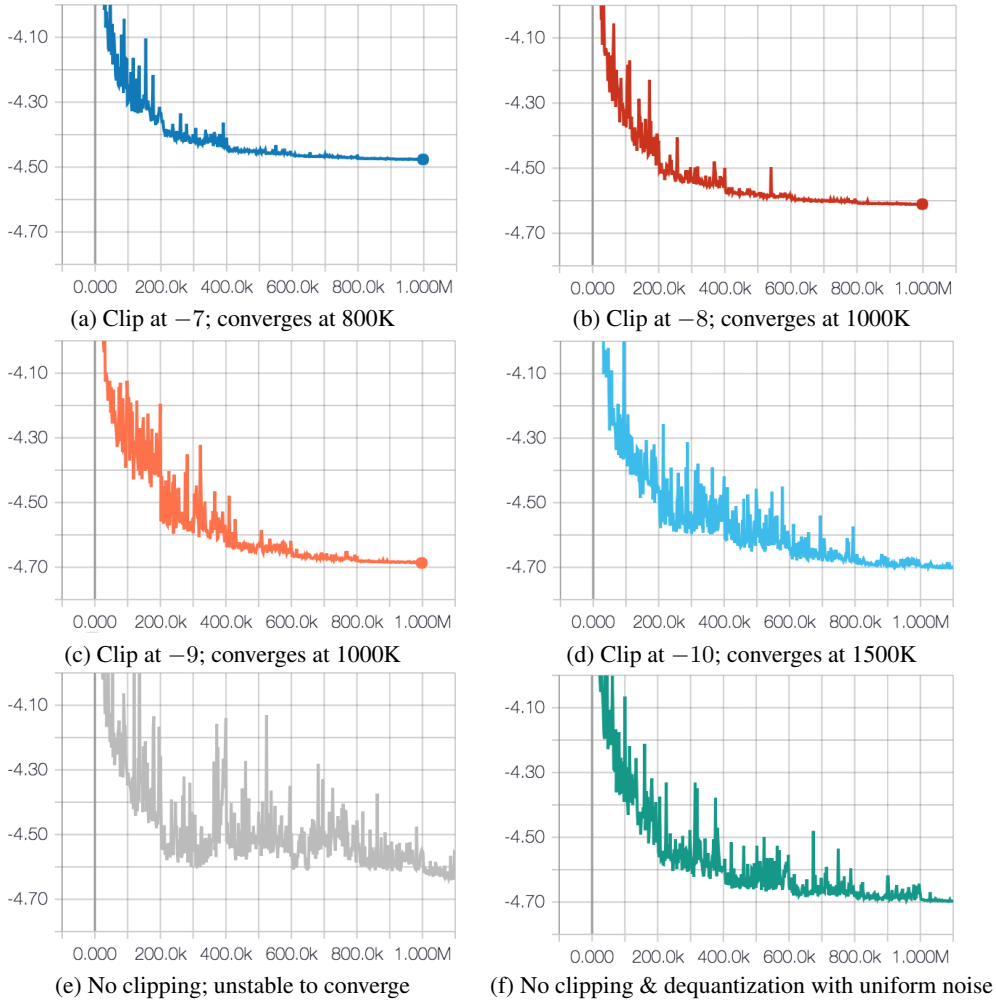 -4.10
-4.30
-4.50
-4.70
0.000 200.0k 400.0k 600.0k 800.0k 1.000M
(a) Clip at −7; converges at 800K
-4.10
-4.30
-4.50
-4.70
0.000 200.0k 400.0k 600.0k 800.0k 1.000M
(b) Clip at −8; converges at 1000K
-4.10
-4.30
-4.50
-4.70
0.000 200.0k 400.0k 600.0k 800.0k 1.000M
(c) Clip at −9; converges at 1000K
-4.10
-4.30
-4.50
-4.70
0.000 200.0k 400.0k 600.0k 800.0k 1.000M
(d) Clip at −10; converges at 1500K
-4.10
-4.30
-4.50
-4.70
0.000 200.0k 400.0k 600.0k 800.0k 1.000M
(e) No clipping; unstable to converge
-4.10
-4.30
-4.50
-4.70
0.000 200.0k 400.0k 600.0k 800.0k 1.000M
(f) No clipping & dequantization with uniform noise